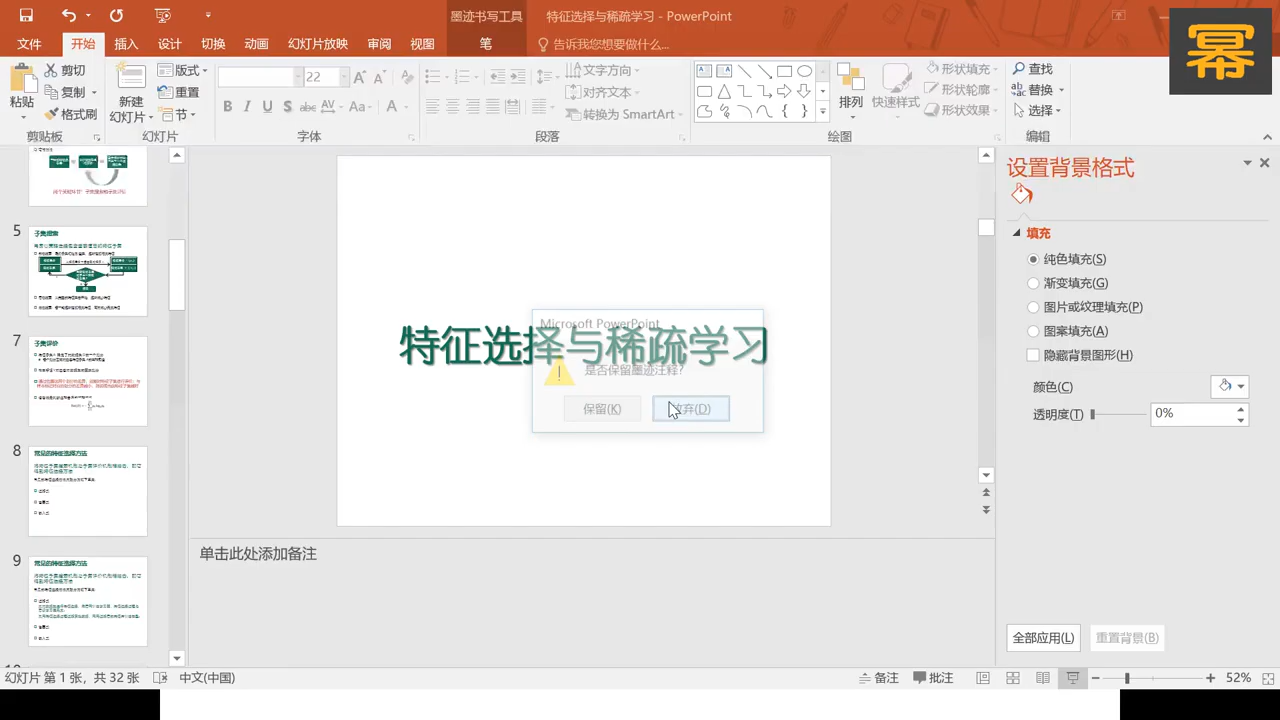 墨迹书写工具
特征选择与稀疏学习 - PowerPoint
幂
文件 开始 插入 设计 切换 动画 幻灯片放映 审阅 视图 笔 告诉我您想要做什么...
粘贴
剪切
复制
格式刷
剪贴板
新建
幻灯片
版式
重置
节
幻灯片
22
B I U S abc AV Aa A
字体
文字方向
对齐文本
转换为 SmartArt
段落
排列
快速样式
形状填充
形状轮廓
形状效果
绘图
查找
替换
选择
编辑
5
子集搜索
7
子集评价
8
常见的特征选择方法
9
常见的特征选择方法
特征选择与稀疏学习
Microsoft PowerPoint
是否保留墨迹注释?
保留(K)
放弃(D)
单击此处添加备注
设置背景格式
填充
纯色填充(S)
渐变填充(G)
图片或纹理填充(P)
图案填充(A)
隐藏背景图形(H)
颜色(C)
透明度(T)
0%
全部应用(L)
重置背景(B)
幻灯片 第 1 张，共 32 张
中文(中国)
备注
批注
52%